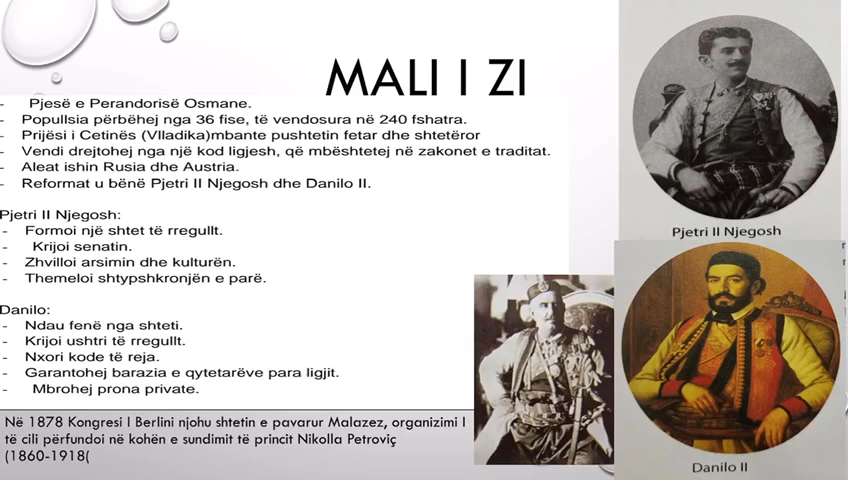 MALI I ZI
- Pjesë e Perandorisë Osmane.
- Popullsia përbëhej nga 36 fise, të vendosura në 240 fshatra.
- Prijësi i Cetinës (Vlladika)mbante pushtetin fetar dhe shtetëror
- Vendi drejtohej nga një kod ligjesh, që mbështetej në zakonet e traditat.
- Aleat ishin Rusia dhe Austria.
- Reformat u bënë Pjetri II Njegosh dhe Danilo II.
Pjetri II Njegosh:
- Formoi një shtet të rregullt.
- Krijoi senatin.
- Zhvilloi arsimin dhe kulturën.
- Themeloi shtypshkronjën e parë.
Danilo:
- Ndau fenë nga shteti.
- Krijoi ushtri të rregullt.
- Nxori kode të reja.
- Garantohej barazia e qytetarëve para ligjit.
- Mbrohej prona private.
Në 1878 Kongresi I Berlini njohu shtetin e pavarur Malazez, organizimi I
të cili përfundoi në kohën e sundimit të princit Nikolla Petroviç
(1860-1918(
Pjetri II Njegosh
Danilo II